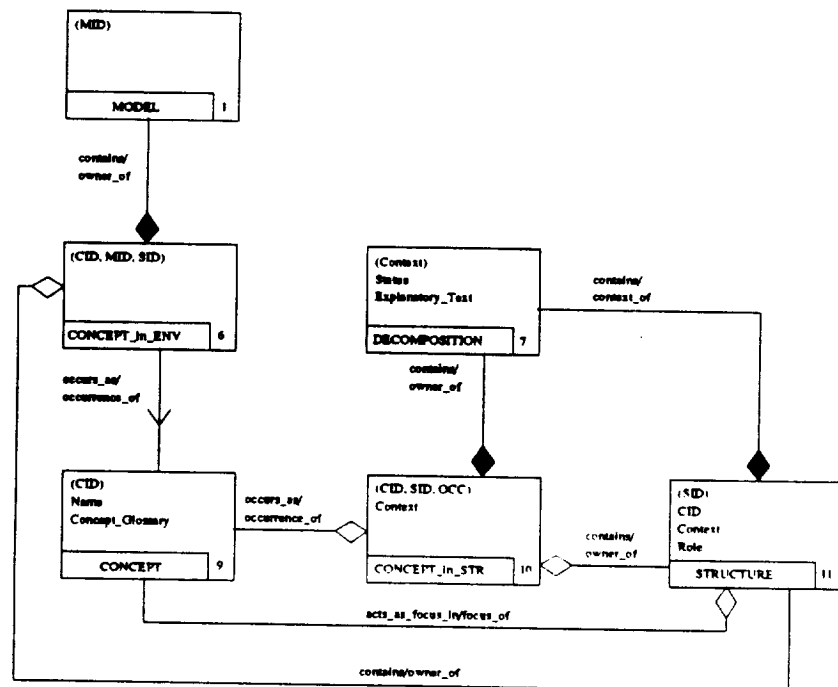 (MID)
MODEL 1
contains/
owner_of
(CID, MID, SID)
CONCEPT_in_ENV 6
(Context)
Status
Explanatory_Text
DECOMPOSITION 7
contains/
context_of
contains/
owner_of
occurs_as/
occurrence_of
(CID)
Name
Concept_Glossary
CONCEPT 9
occurs_as/
occurrence_of
(CID, SID, OCC)
Context
CONCEPT_in_STR 10
contains/
owner_of
(SID)
CID
Context
Role
STRUCTURE 11
acts_as_focus_in/focus_of
contains/owner_of